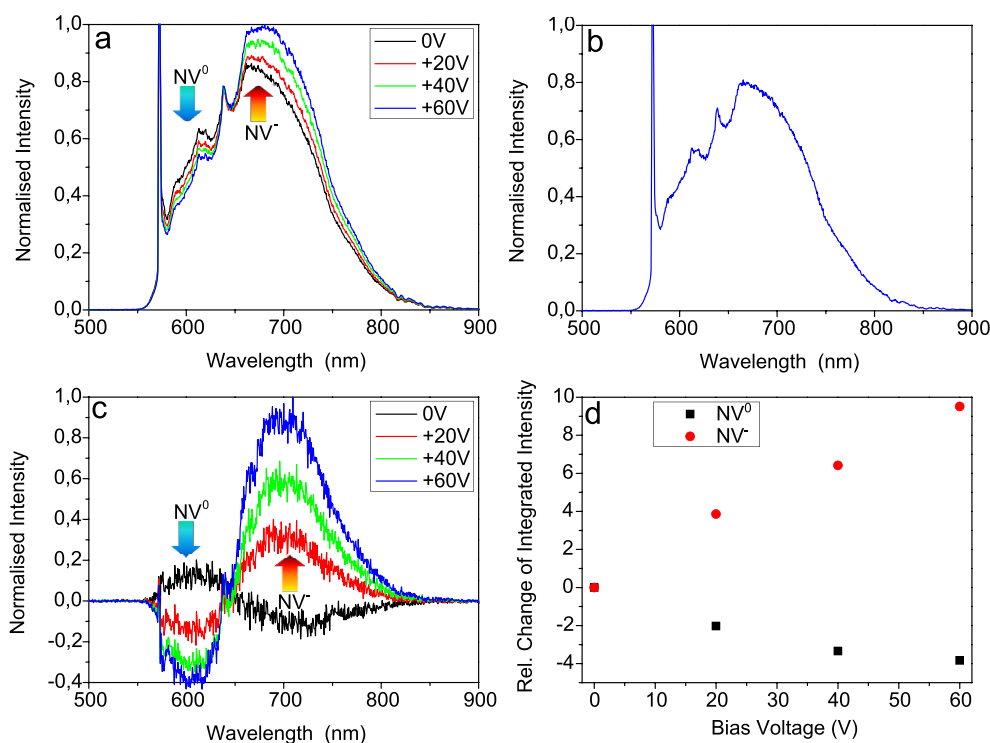 a
Normalised Intensity
1,0
0,8
0,6
0,4
0,2
0,0
500
600
700
800
900
Wavelength (nm)
NV⁰
NV⁻
0V
+20V
+40V
+60V
b
Normalised Intensity
1,0
0,8
0,6
0,4
0,2
0,0
500
600
700
800
900
Wavelength (nm)
c
Normalised Intensity
1,0
0,8
0,6
0,4
0,2
0,0
-0,2
-0,4
500
600
700
800
900
Wavelength (nm)
NV⁰
NV⁻
0V
+20V
+40V
+60V
d
Rel. Change of Integrated Intensity
10
8
6
4
2
0
-2
-4
0
10
20
30
40
50
60
Bias Voltage (V)
NV⁰
NV⁻